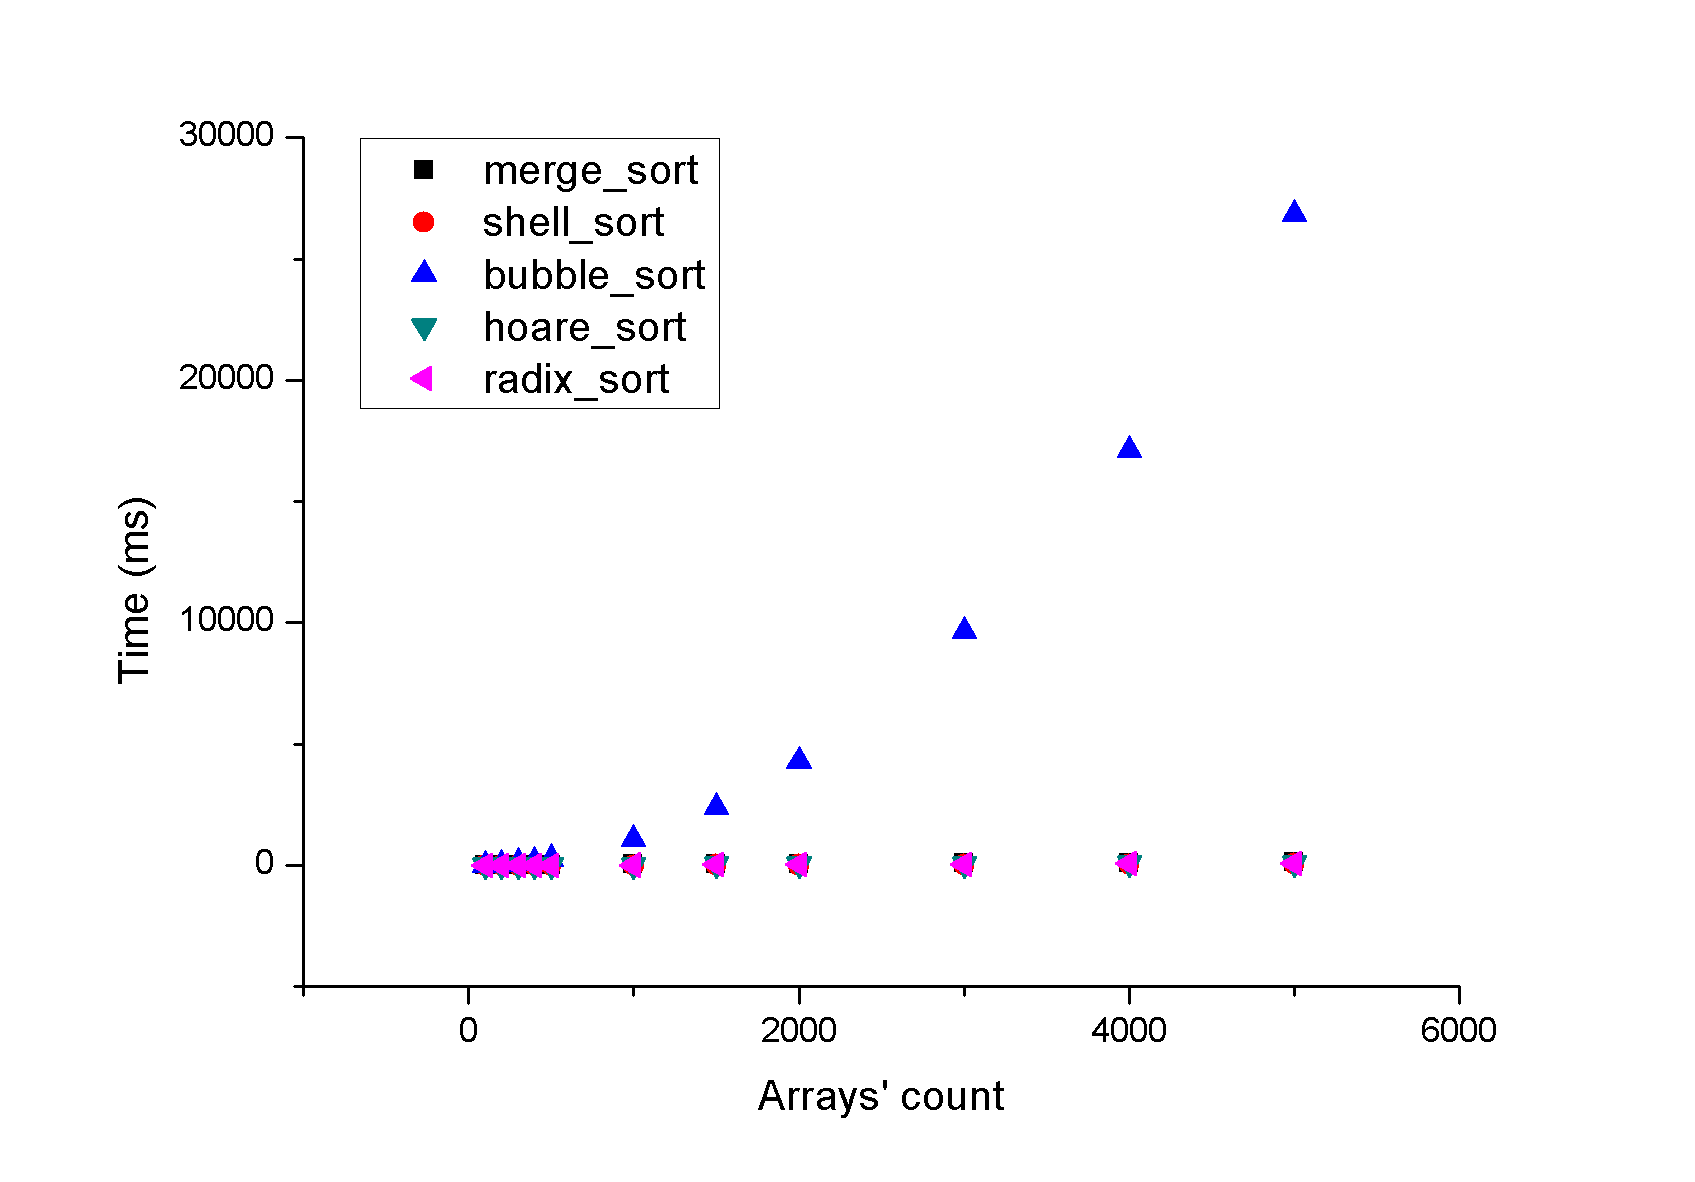 30000
merge_sort
shell_sort
bubble_sort
hoare_sort
radix_sort
20000
Time (ms)
10000
0
0
2000
4000
6000
Arrays' count